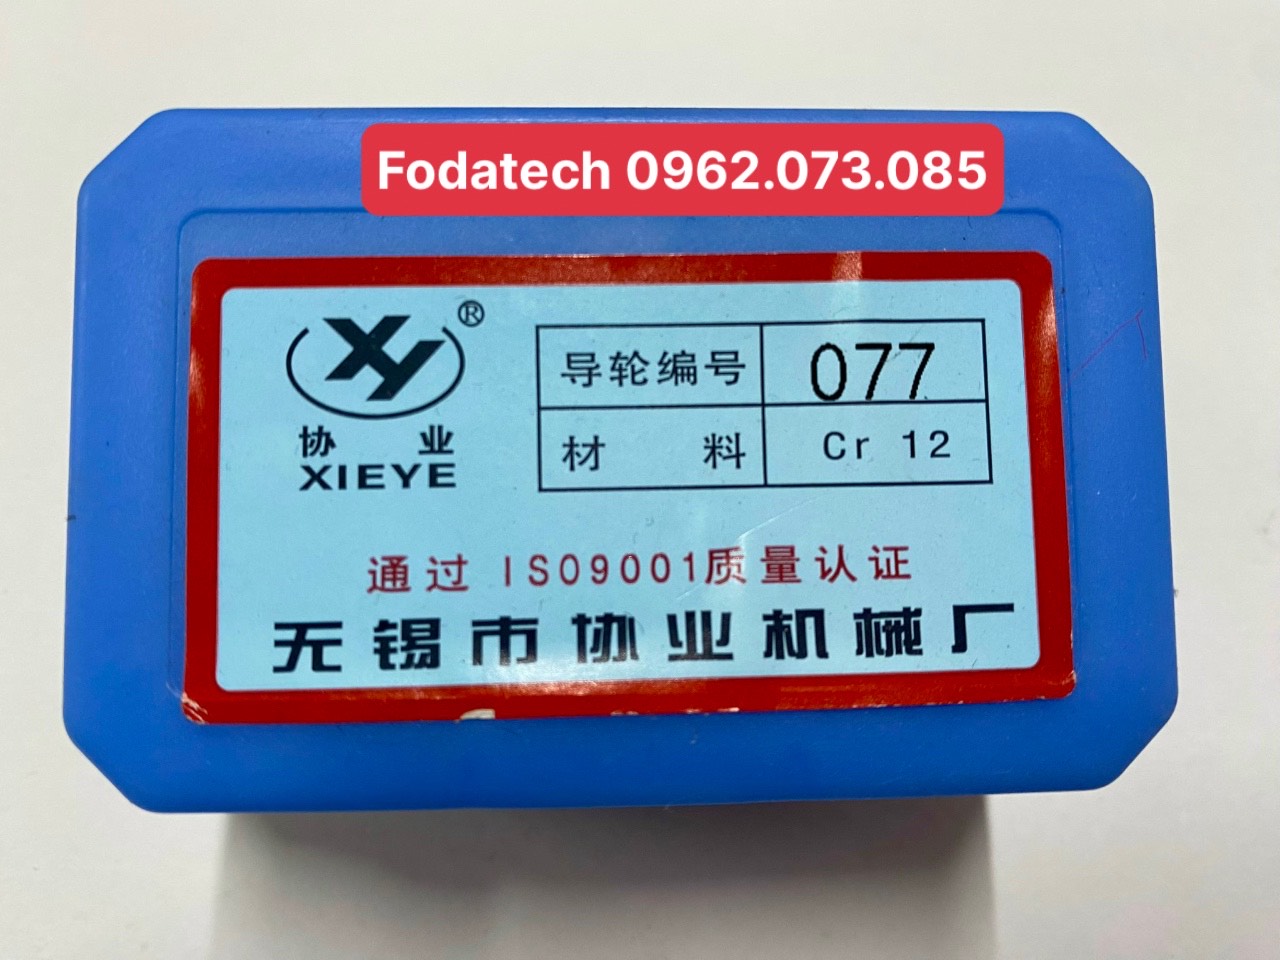 Fodatech 0962.073.085
XY®
协业
XIEYE
导轮编号 077
材料 Cr 12
通过 ISO9001质量认证
无锡市协业机械厂